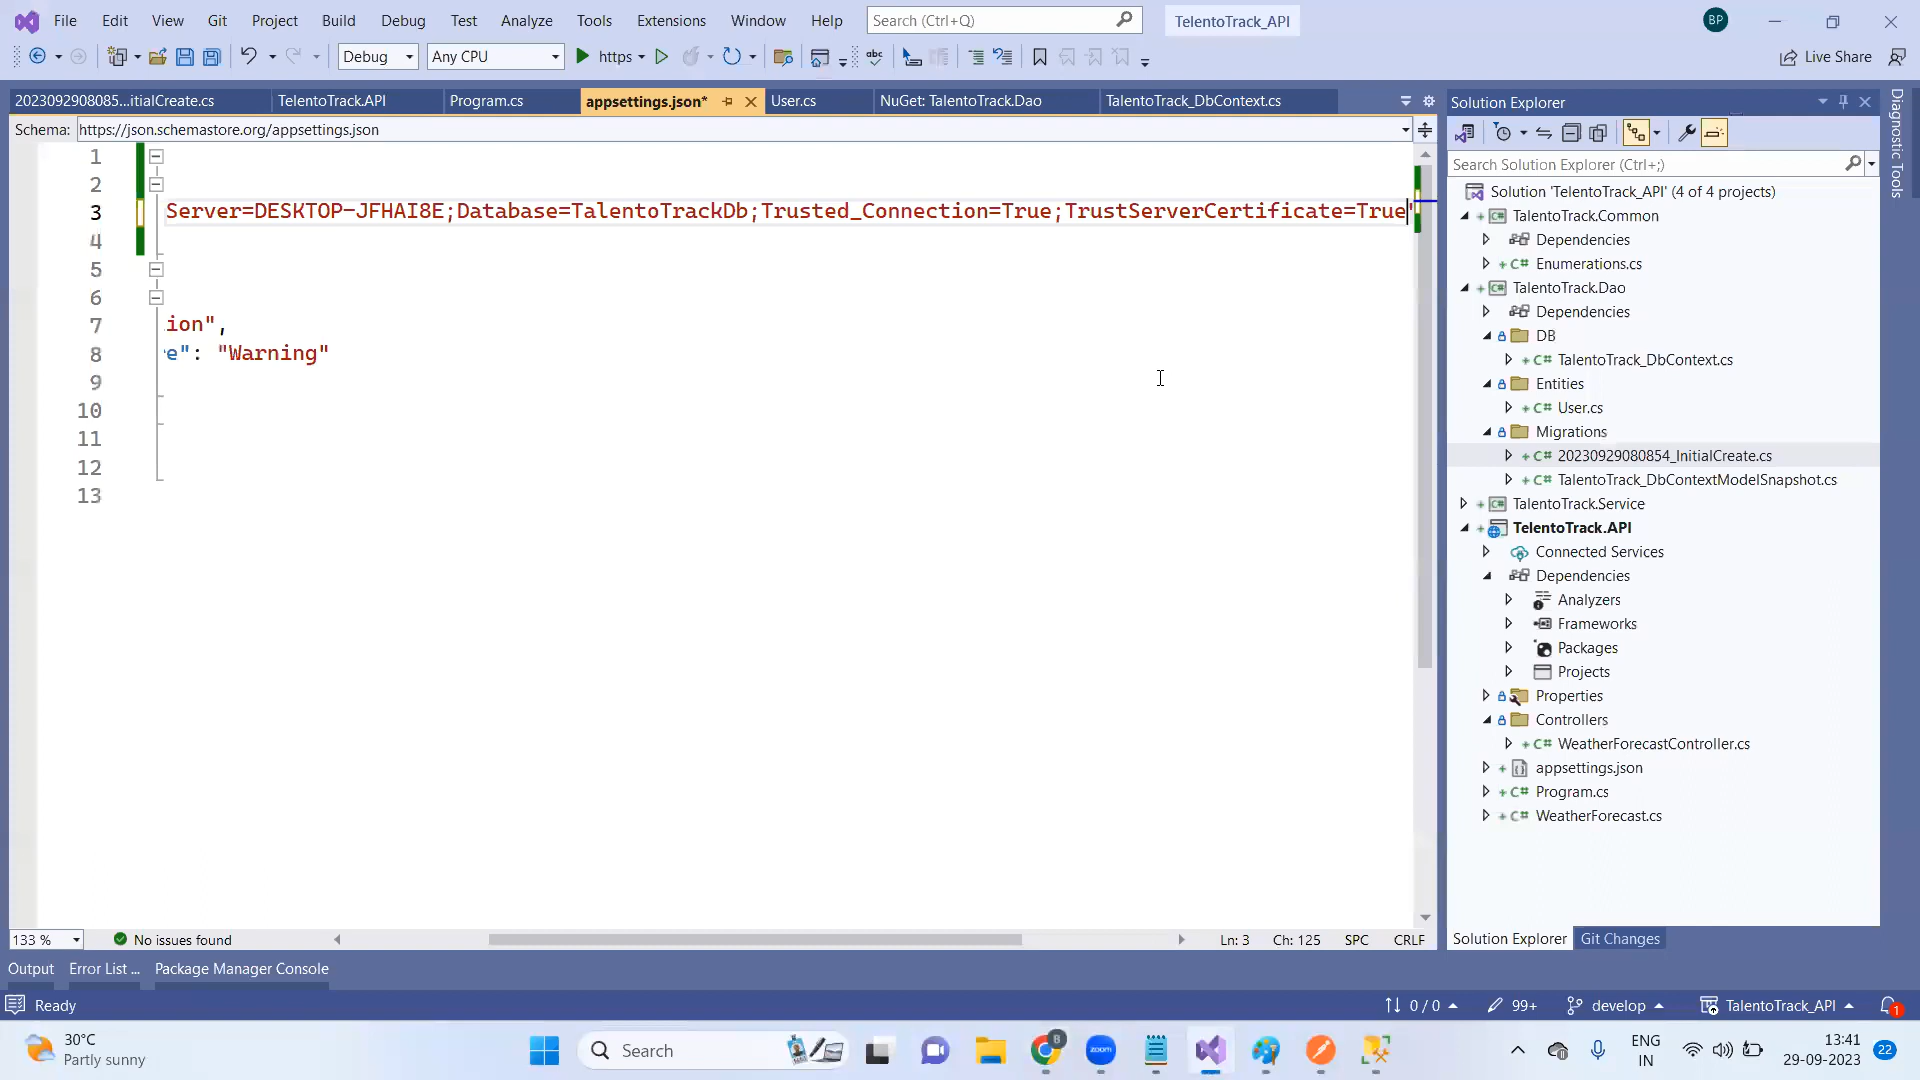 File Edit View Git Project Build Debug Test Analyze Tools Extensions Window Help Search (Ctrl+Q) TelentoTrack_API BP
Debug Any CPU https Live Share
2023092908085...itialCreate.cs TelentoTrack.API Program.cs appsettings.json* User.cs NuGet: TalentoTrack.Dao TalentoTrack_DbContext.cs
Schema: https://json.schemastore.org/appsettings.json
1
2
3 Server=DESKTOP-JFHAI8E;Database=TalentoTrackDb;Trusted_Connection=True;TrustServerCertificate=True"
4
5
6
7 ion",
8 e": "Warning"
9
10
11
12
13
133 % No issues found Ln: 3 Ch: 125 SPC CRLF
Solution Explorer
Search Solution Explorer (Ctrl+;)
Solution 'TelentoTrack_API' (4 of 4 projects)
TalentoTrack.Common
Dependencies
Enumerations.cs
TalentoTrack.Dao
Dependencies
DB
TalentoTrack_DbContext.cs
Entities
User.cs
Migrations
20230929080854_InitialCreate.cs
TalentoTrack_DbContextModelSnapshot.cs
TalentoTrack.Service
TelentoTrack.API
Connected Services
Dependencies
Analyzers
Frameworks
Packages
Projects
Properties
Controllers
WeatherForecastController.cs
appsettings.json
Program.cs
WeatherForecast.cs
Solution Explorer Git Changes
Diagnostic Tools
Output Error List ... Package Manager Console
Ready 0 / 0 99+ develop TalentoTrack_API 1
30°C
Partly sunny
Search
B
zoom
ENG
IN
13:41
29-09-2023
22